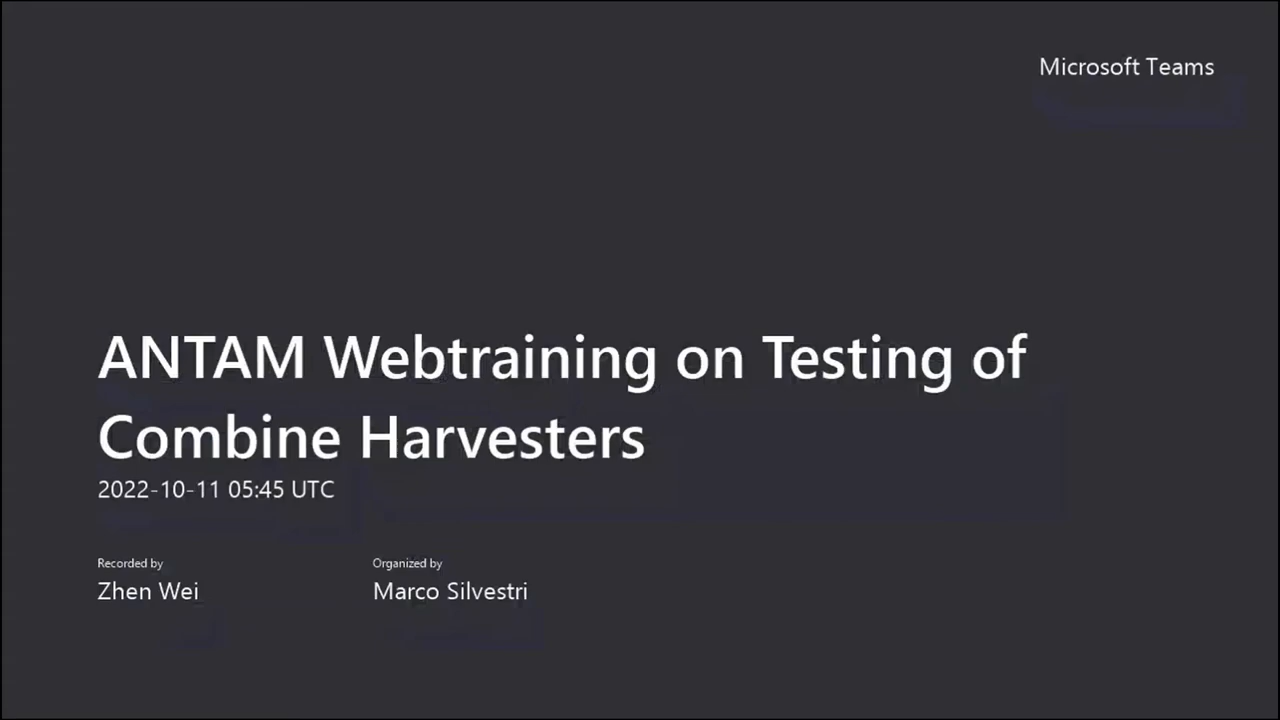 Microsoft Teams
ANTAM Webtraining on Testing of
Combine Harvesters
2022-10-11 05:45 UTC
Recorded by
Zhen Wei
Organized by
Marco Silvestri